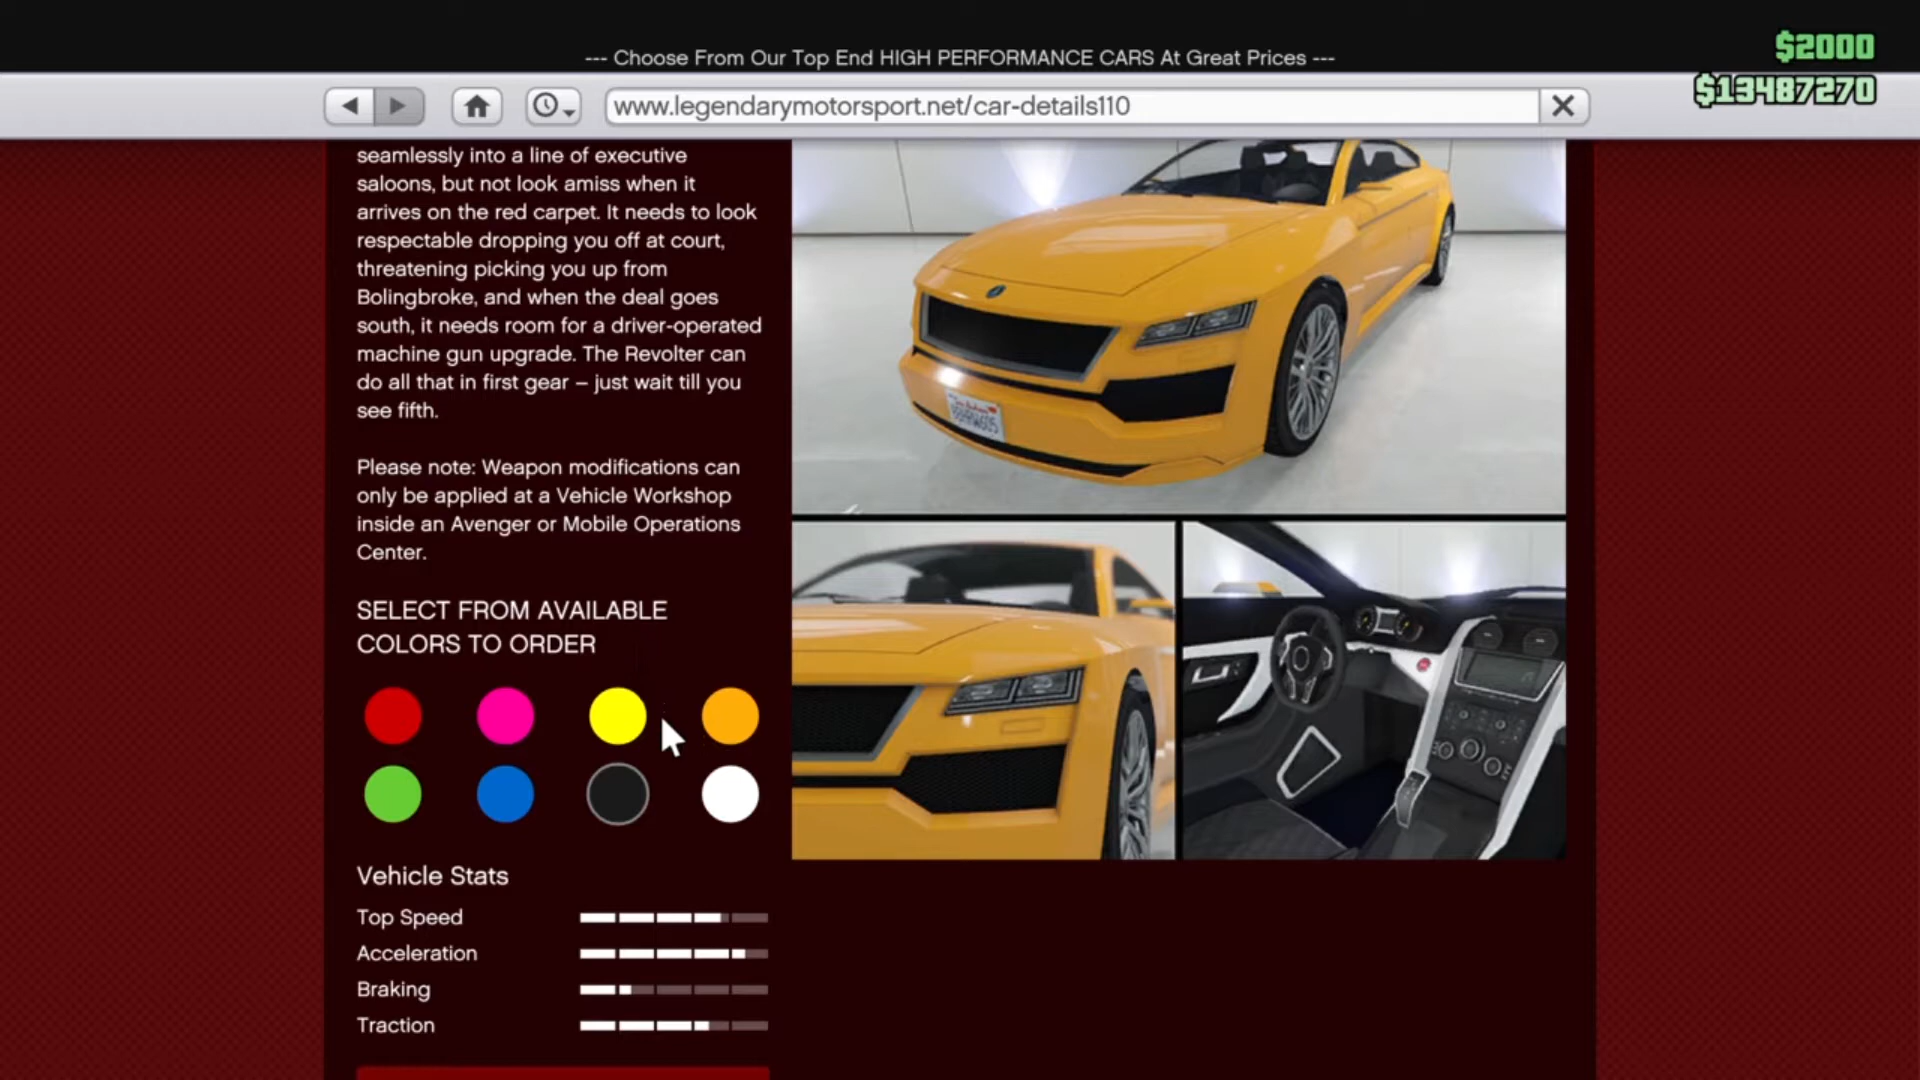 --- Choose From Our Top End HIGH PERFORMANCE CARS At Great Prices ---
$2000
$13487270
www.legendarymotorsport.net/car-details110
seamlessly into a line of executive
saloons, but not look amiss when it
arrives on the red carpet. It needs to look
respectable dropping you off at court,
threatening picking you up from
Bolingbroke, and when the deal goes
south, it needs room for a driver-operated
machine gun upgrade. The Revolter can
do all that in first gear – just wait till you
see fifth.
Please note: Weapon modifications can
only be applied at a Vehicle Workshop
inside an Avenger or Mobile Operations
Center.
SELECT FROM AVAILABLE
COLORS TO ORDER
Vehicle Stats
Top Speed
Acceleration
Braking
Traction